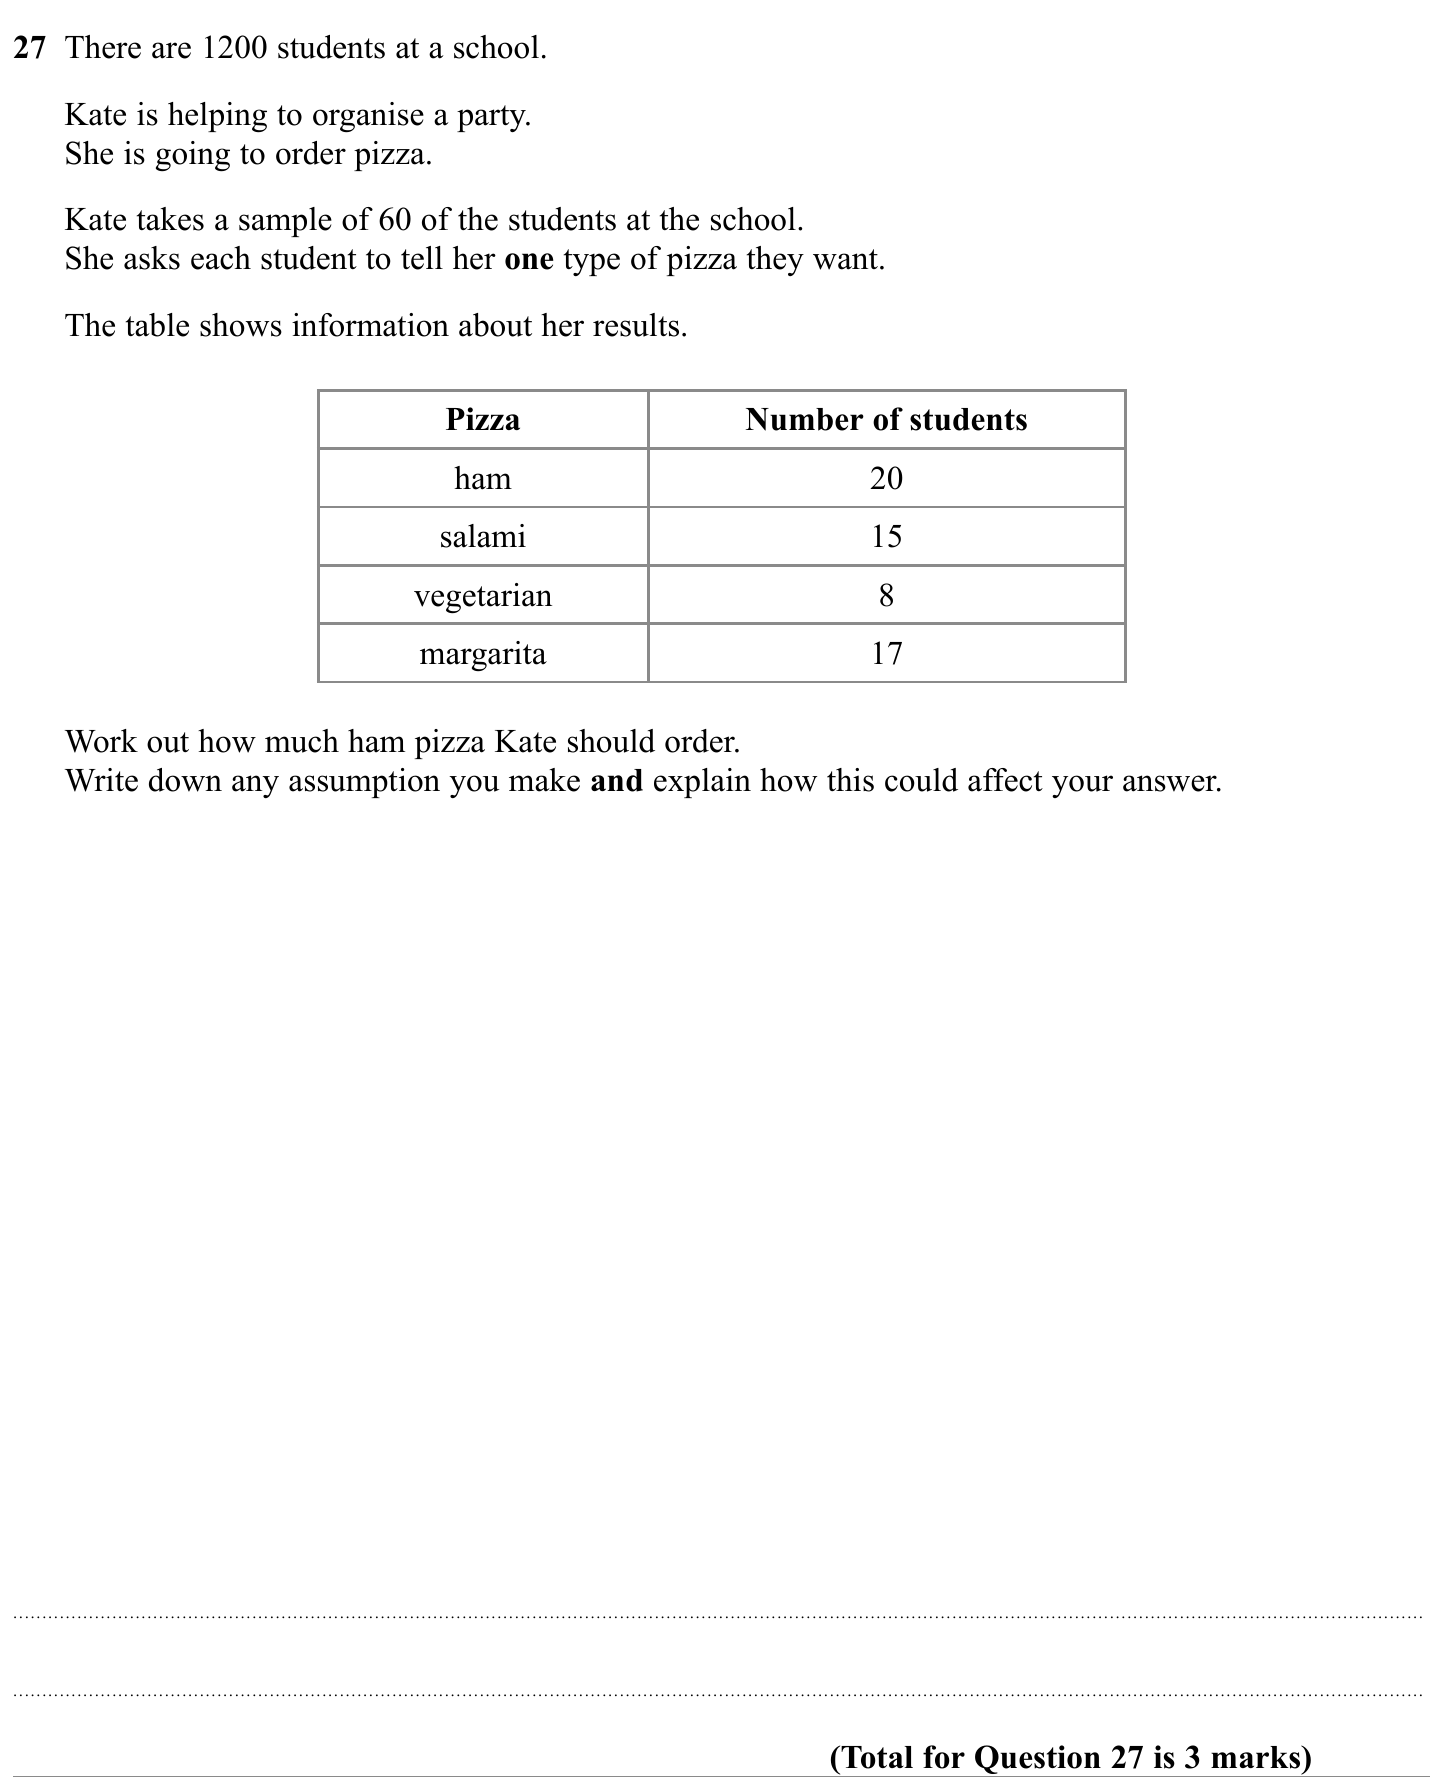 27 There are 1200 students at a school.
Kate is helping to organise a party.
She is going to order pizza.
Kate takes a sample of 60 of the students at the school.
She asks each student to tell her one type of pizza they want.
The table shows information about her results.
Pizza Number of students
ham 20
salami 15
vegetarian 8
margarita 17
Work out how much ham pizza Kate should order.
Write down any assumption you make and explain how this could affect your answer.
(Total for Question 27 is 3 marks)